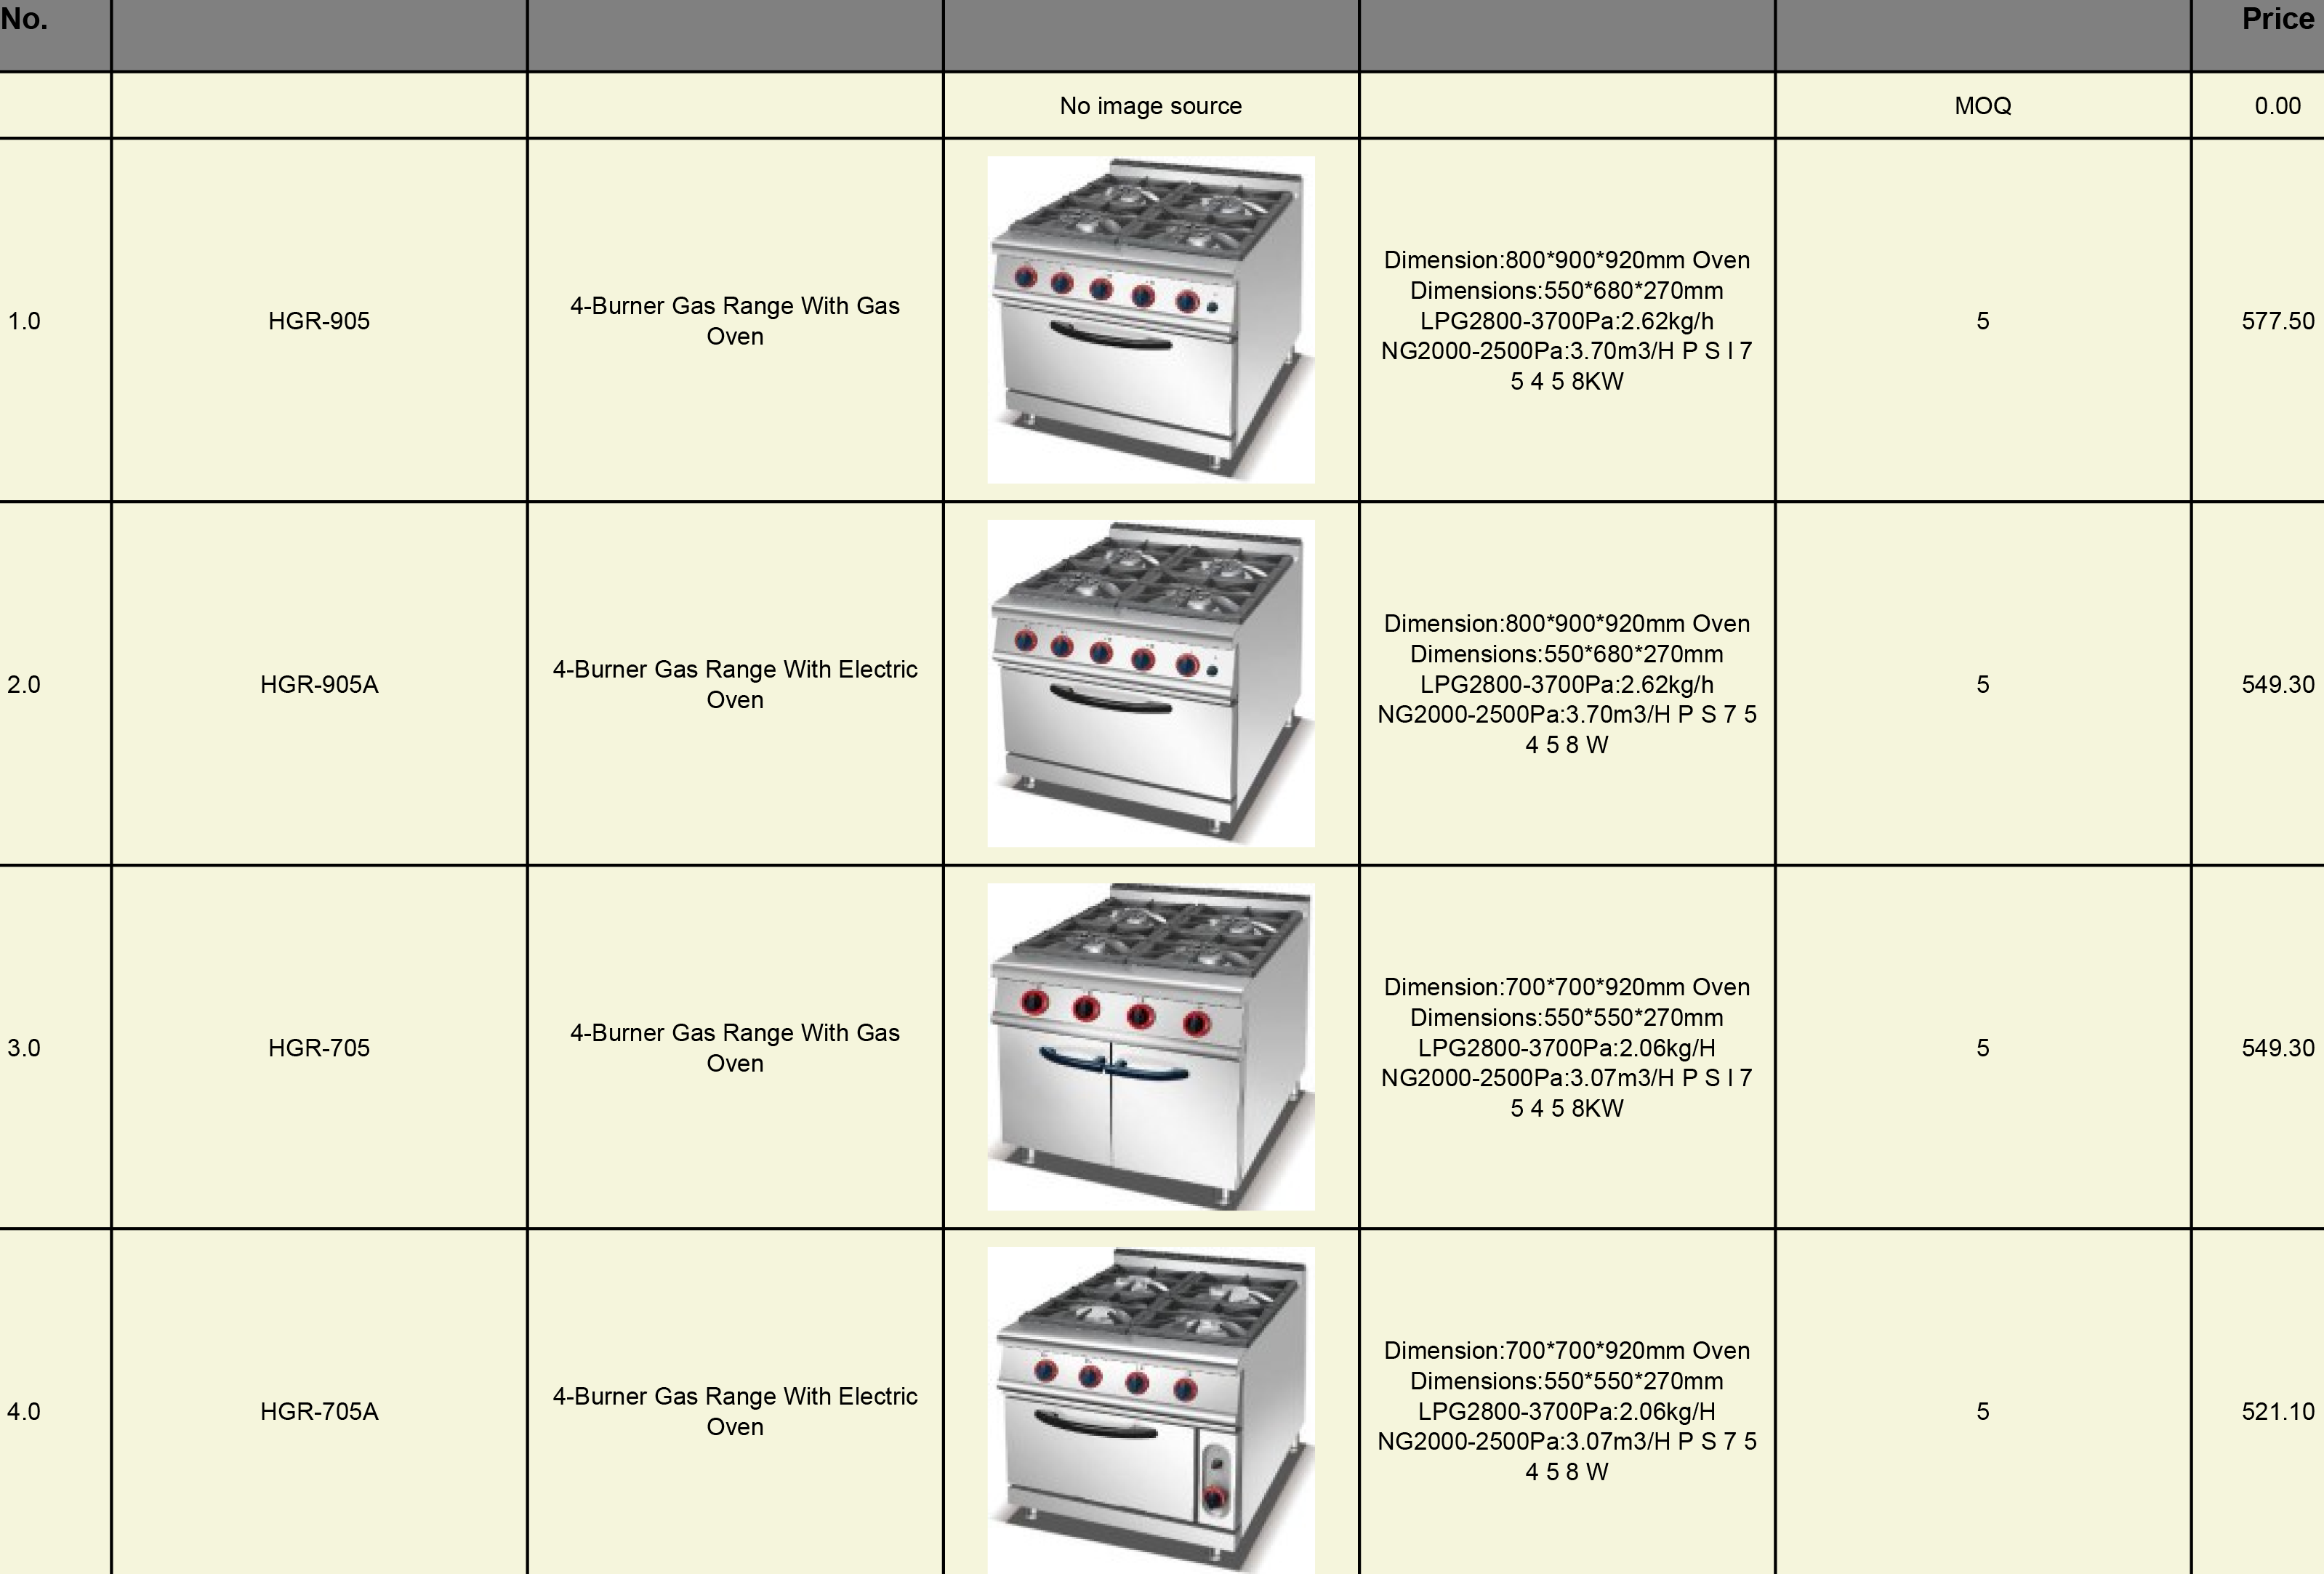 No.
Price
No image source
MOQ
0.00
1.0
HGR-905
4-Burner Gas Range With Gas
Oven
Dimension:800*900*920mm Oven
Dimensions:550*680*270mm
LPG2800-3700Pa:2.62kg/h
NG2000-2500Pa:3.70m3/H P S I 7
5 4 5 8KW
5
577.50
2.0
HGR-905A
4-Burner Gas Range With Electric
Oven
Dimension:800*900*920mm Oven
Dimensions:550*680*270mm
LPG2800-3700Pa:2.62kg/h
NG2000-2500Pa:3.70m3/H P S 7 5
4 5 8 W
5
549.30
3.0
HGR-705
4-Burner Gas Range With Gas
Oven
Dimension:700*700*920mm Oven
Dimensions:550*550*270mm
LPG2800-3700Pa:2.06kg/H
NG2000-2500Pa:3.07m3/H P S I 7
5 4 5 8KW
5
549.30
4.0
HGR-705A
4-Burner Gas Range With Electric
Oven
Dimension:700*700*920mm Oven
Dimensions:550*550*270mm
LPG2800-3700Pa:2.06kg/H
NG2000-2500Pa:3.07m3/H P S 7 5
4 5 8 W
5
521.10